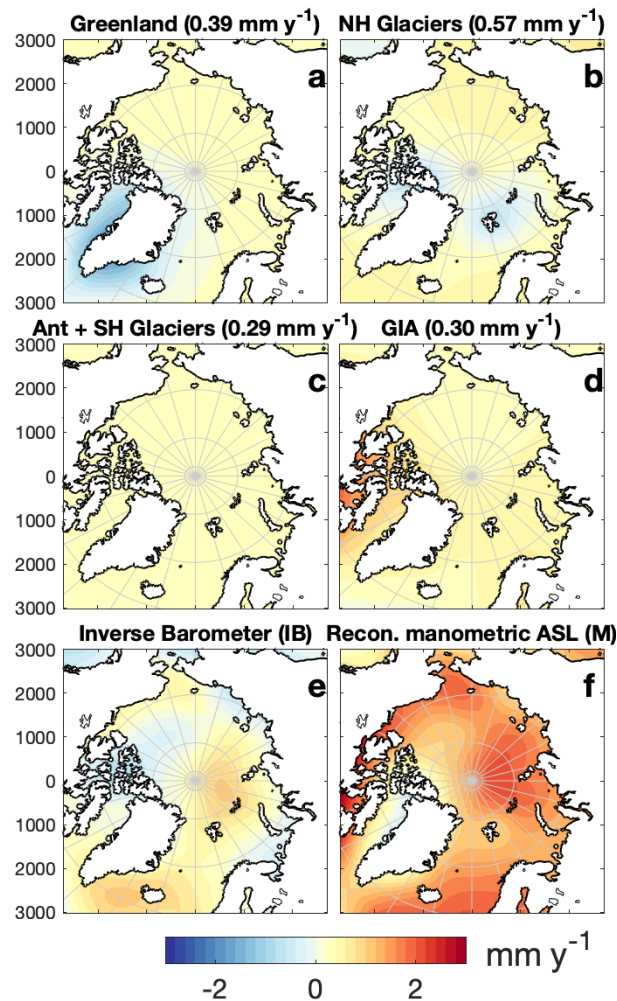 Greenland (0.39 mm y⁻¹) NH Glaciers (0.57 mm y⁻¹)
3000
2000
1000
0
1000
2000
3000
a
b
Ant + SH Glaciers (0.29 mm y⁻¹) GIA (0.30 mm y⁻¹)
3000
2000
1000
0
1000
2000
3000
c
d
Inverse Barometer (IB) Recon. manometric ASL (M)
3000
2000
1000
0
1000
2000
3000
e
f
-2 0 2 mm y⁻¹